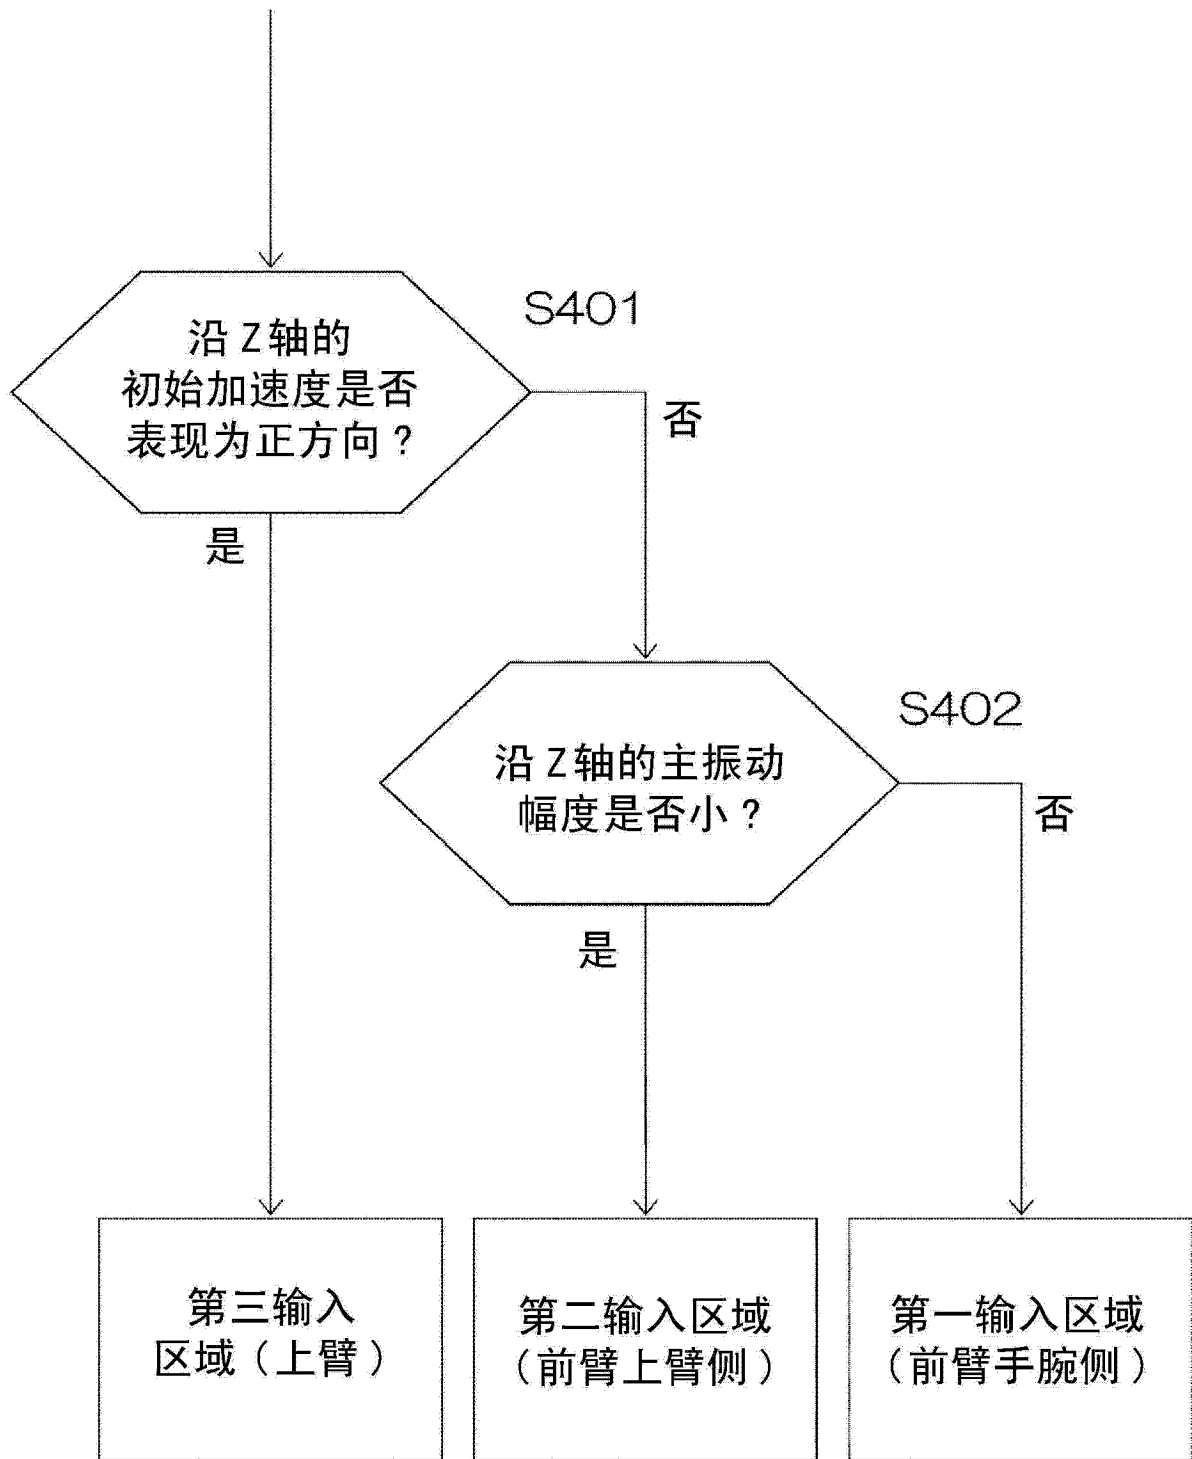 S401
沿Z轴的
初始加速度是否
表现为正方向？
否
是
S402
沿Z轴的主振动
幅度是否小？
否
是
第三输入
区域（上臂）
第二输入区域
（前臂上臂侧）
第一输入区域
（前臂手腕侧）